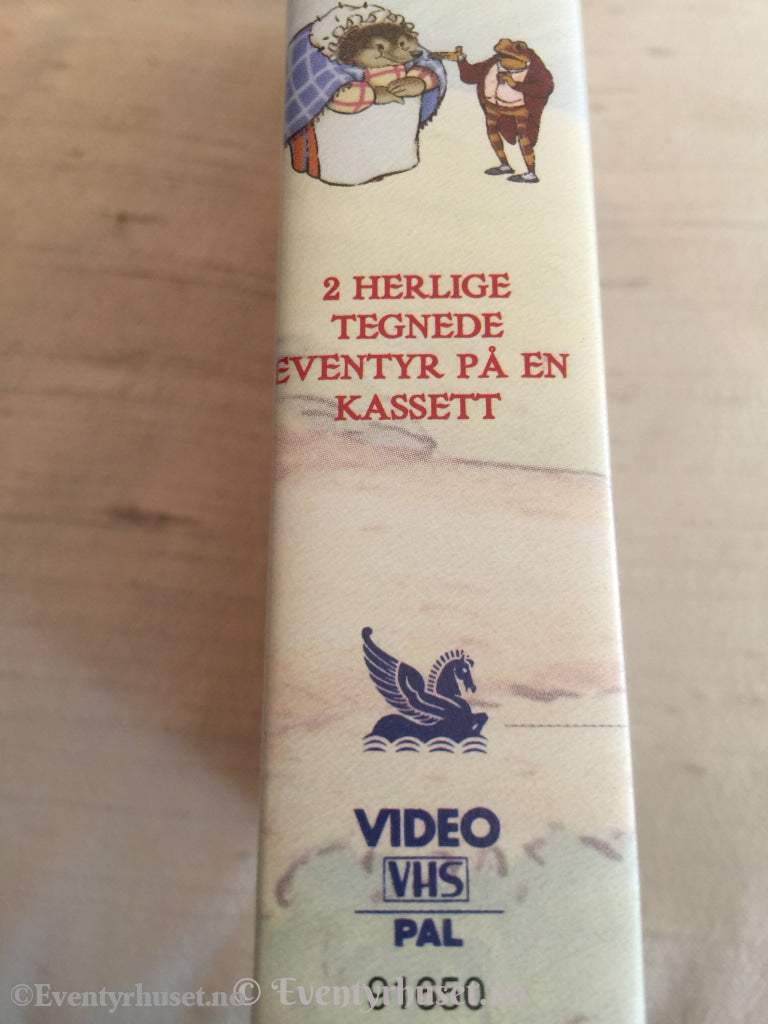 2 HERLIGE
TEGNEDE
EVENTYR PÅ EN
KASSETT
VIDEO
VHS
PAL
©Eventyrhuset.no © Eventyrhuset.no